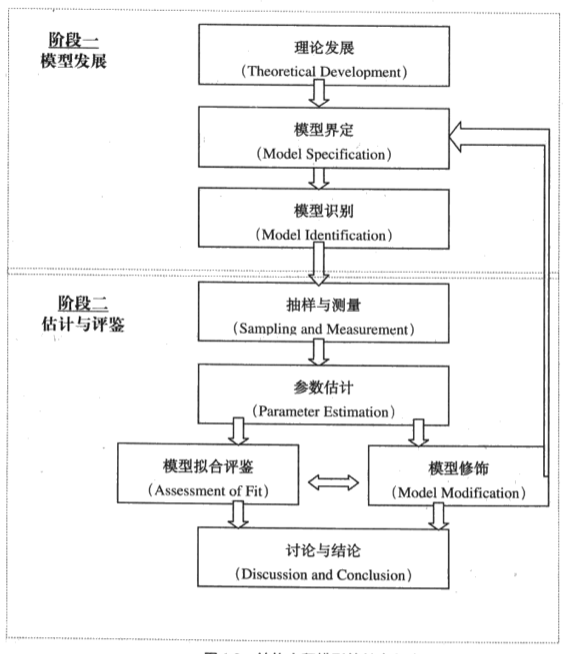 阶段一
模型发展
理论发展
(Theoretical Development)
模型界定
(Model Specification)
模型识别
(Model Identification)
阶段二
估计与评鉴
抽样与测量
(Sampling and Measurement)
参数估计
(Parameter Estimation)
模型拟合评鉴
(Assessment of Fit)
模型修饰
(Model Modification)
讨论与结论
(Discussion and Conclusion)